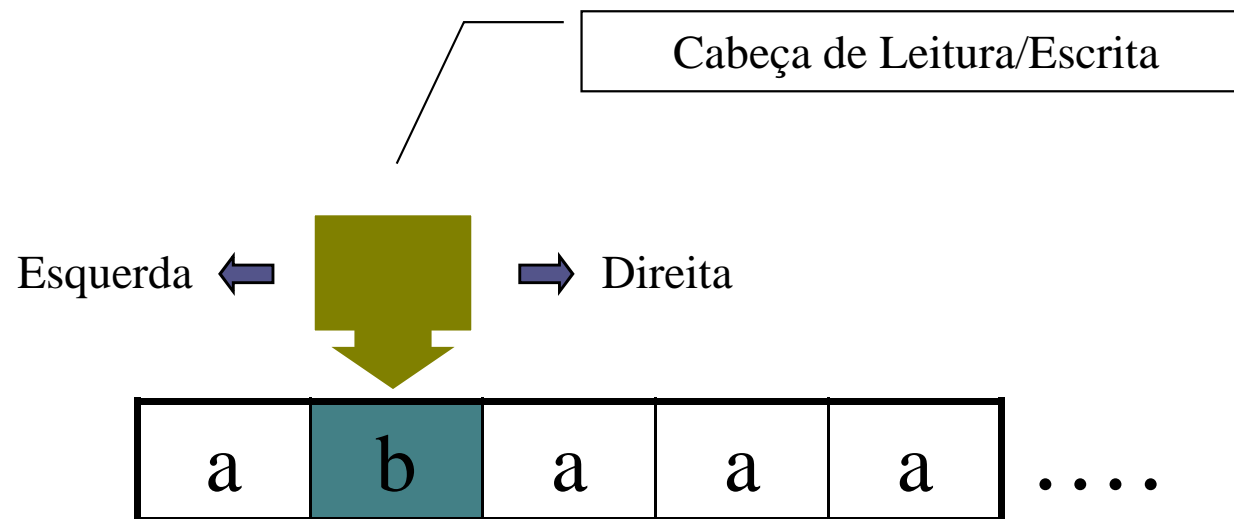 Cabeça de Leitura/Escrita
Esquerda Direita
a b a a a ....